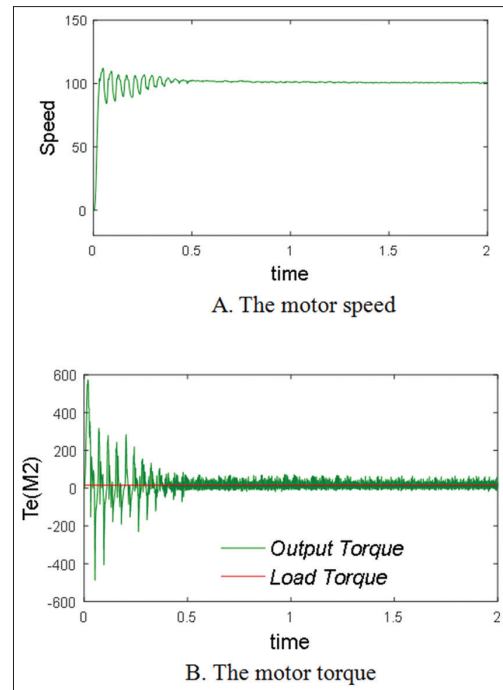 150
100
50
0
Speed
0 0.5 1 1.5 2
time
A. The motor speed
600
400
200
0
-200
-400
-600
Te(M2)
Output Torque
Load Torque
0 0.5 1 1.5 2
time
B. The motor torque